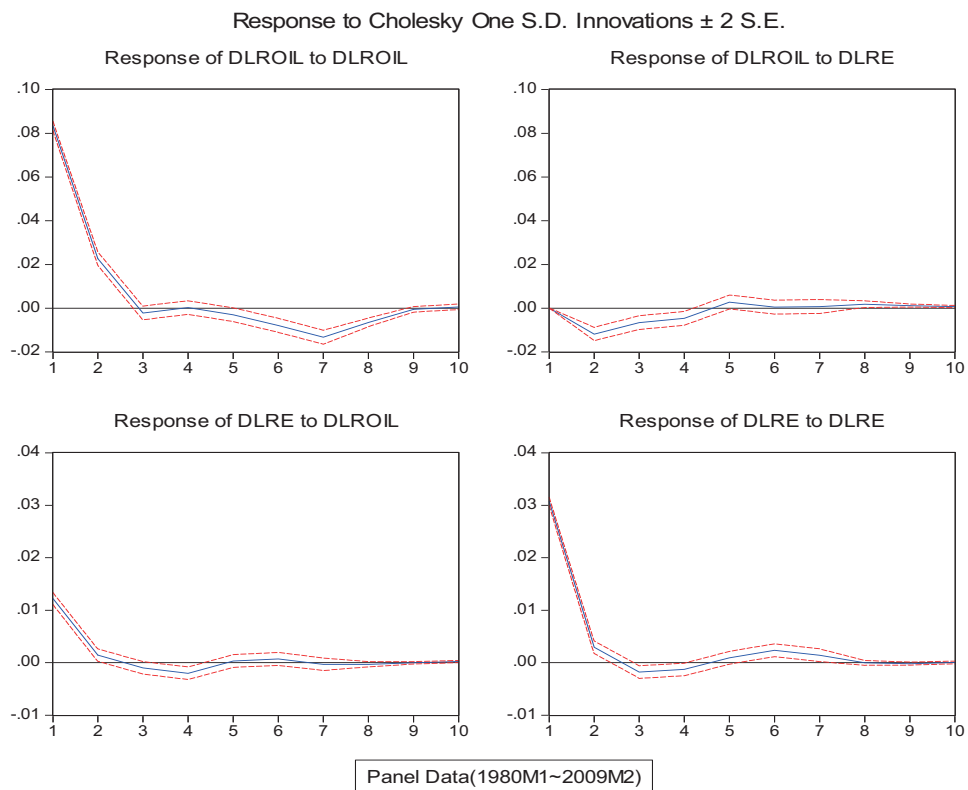 Response to Cholesky One S.D. Innovations ± 2 S.E.
Response of DLROIL to DLROIL
.10
.08
.06
.04
.02
.00
-.02
1 2 3 4 5 6 7 8 9 10
Response of DLROIL to DLRE
.10
.08
.06
.04
.02
.00
-.02
1 2 3 4 5 6 7 8 9 10
Response of DLRE to DLROIL
.04
.03
.02
.01
.00
-.01
1 2 3 4 5 6 7 8 9 10
Response of DLRE to DLRE
.04
.03
.02
.01
.00
-.01
1 2 3 4 5 6 7 8 9 10
Panel Data(1980M1~2009M2)